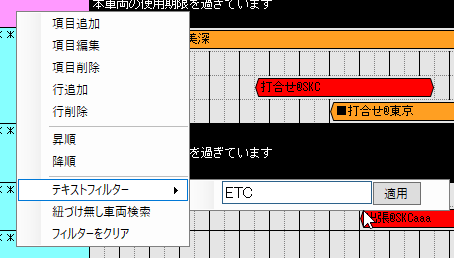 本車両の使用期限を過ぎています
項目追加
項目編集
項目削除
行追加
行削除
昇順
降順
テキストフィルター
紐づけ無し車両検索
フィルターをクリア
ETC
適用
美深
打合せ@SKC
■打合せ@東京
を過ぎています
張@SKCaaa